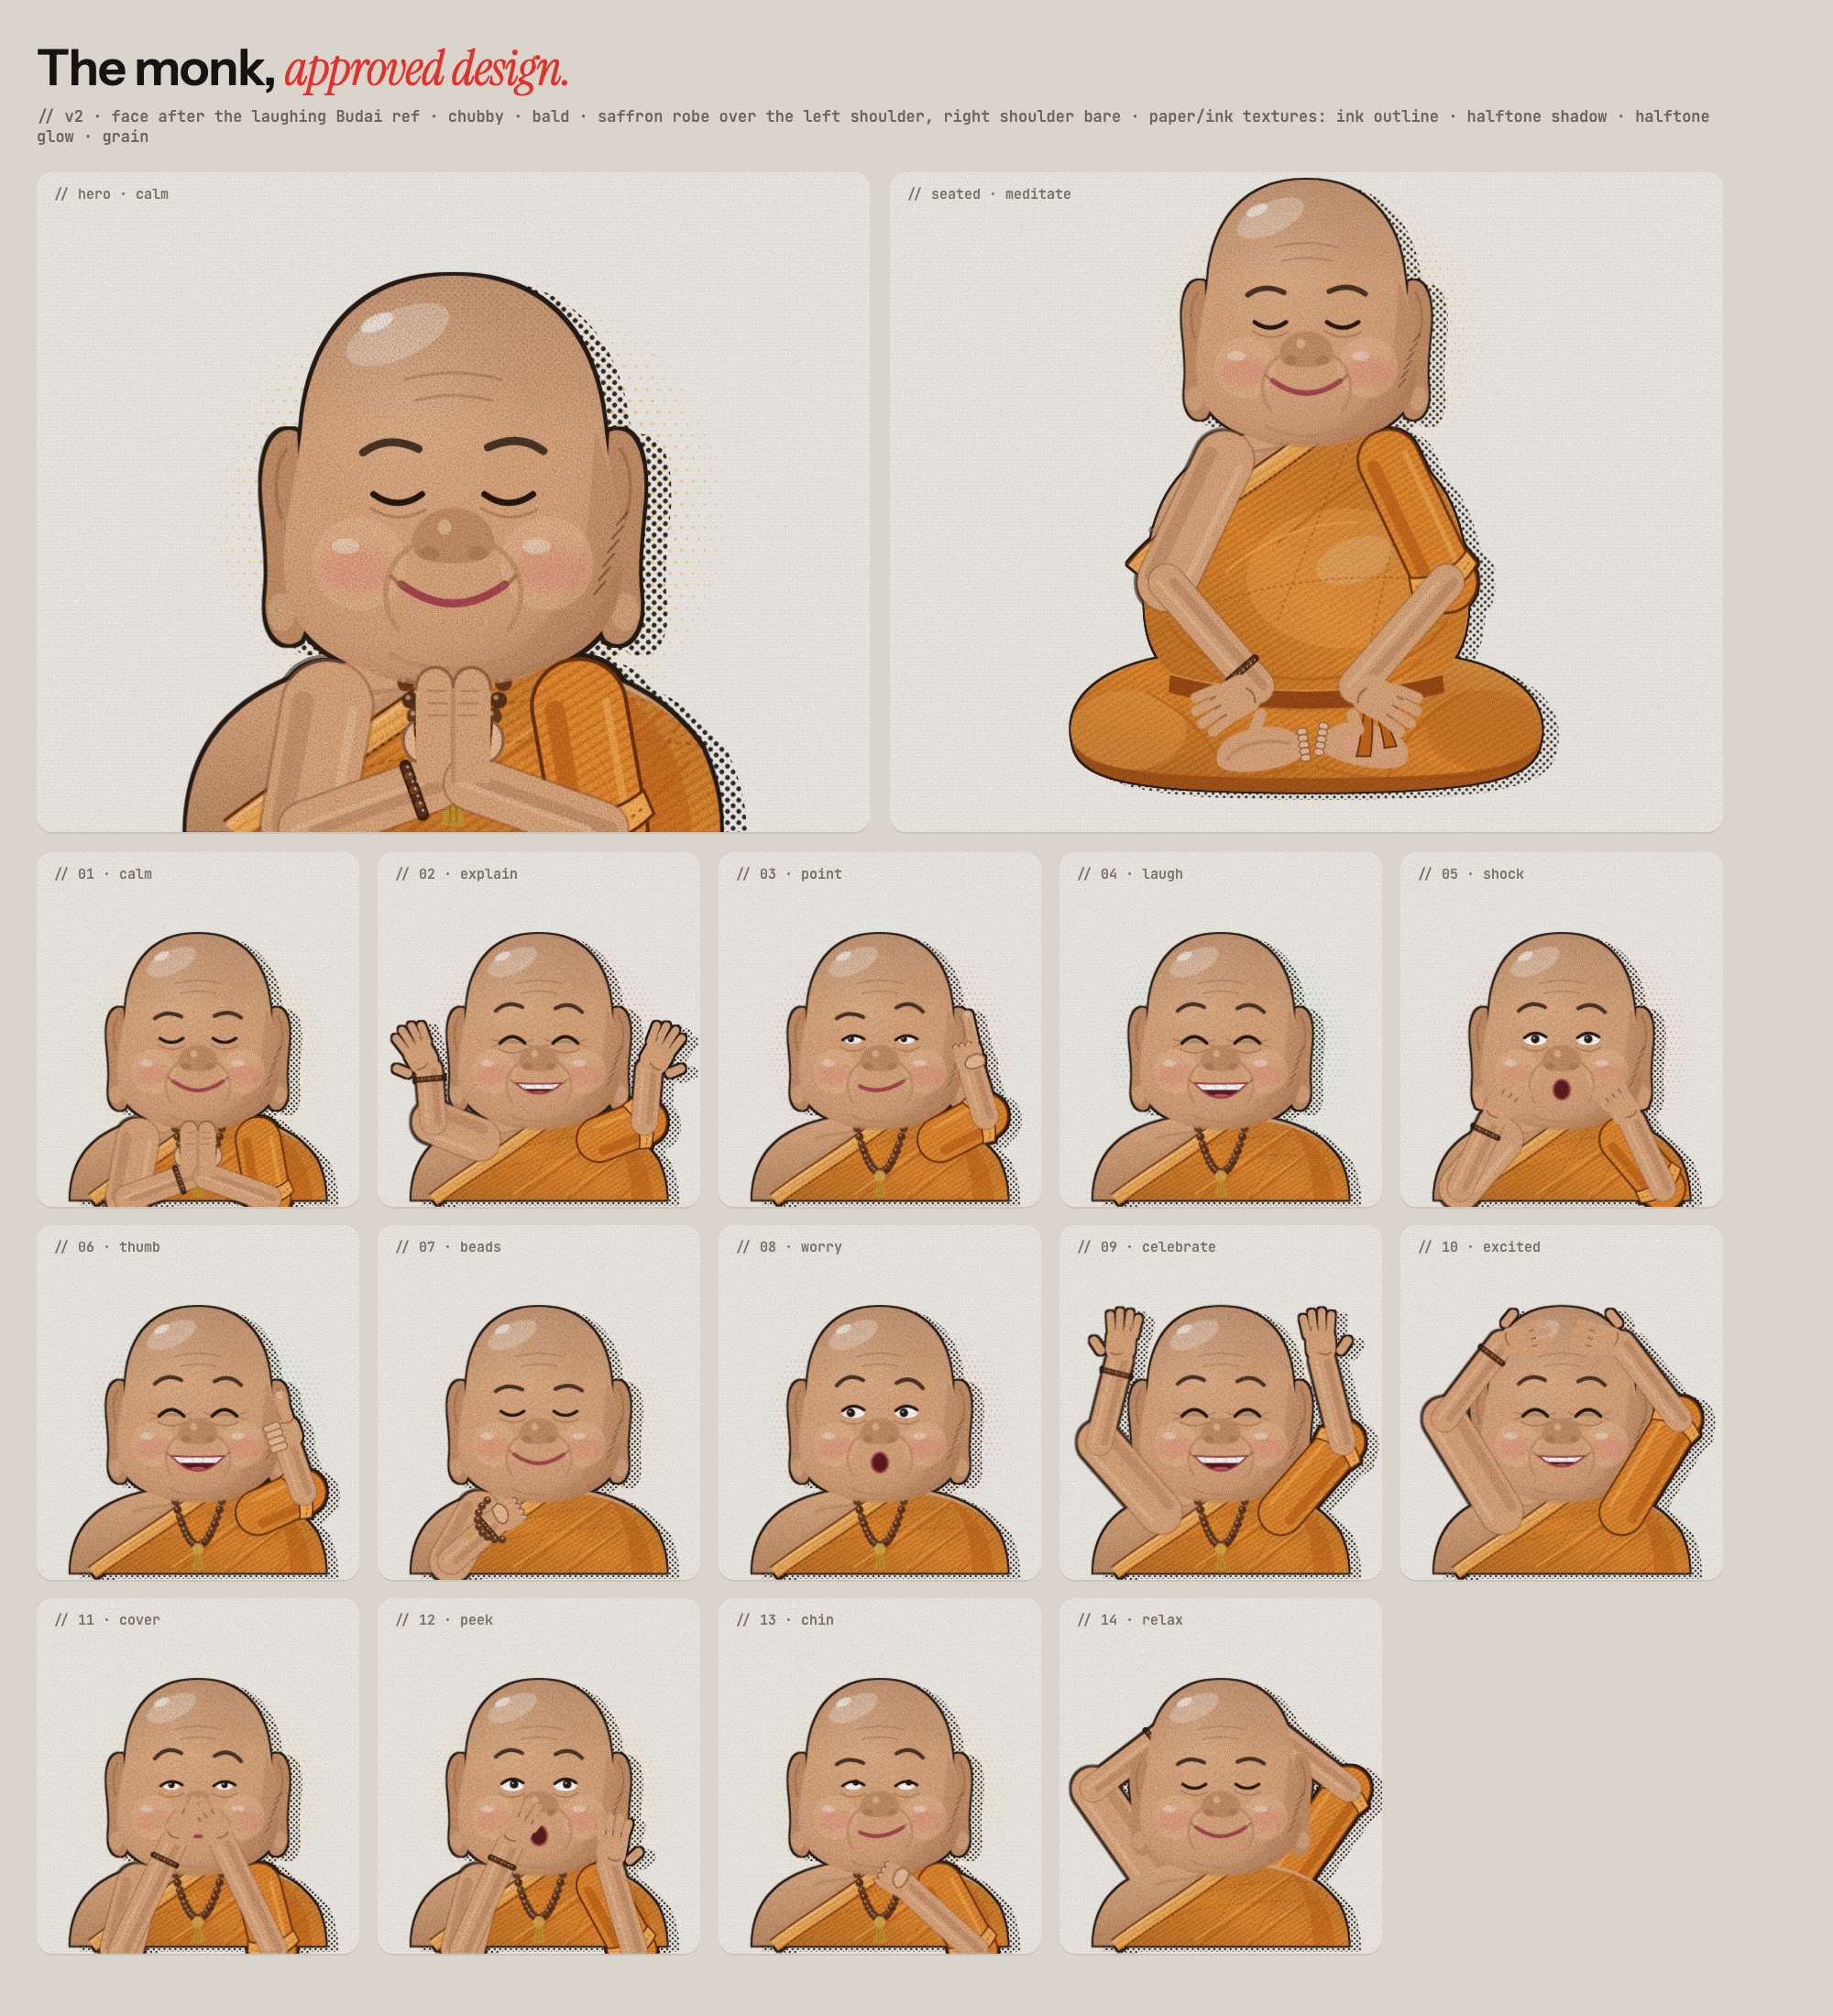 The monk, approved design.
// v2 · face after the laughing Budai ref · chubby · bald · saffron robe over the left shoulder, right shoulder bare · paper/ink textures: ink outline · halftone shadow · halftone
glow · grain
// hero · calm
// seated · meditate
// 01 · calm
// 02 · explain
// 03 · point
// 04 · laugh
// 05 · shock
// 06 · thumb
// 07 · beads
// 08 · worry
// 09 · celebrate
// 10 · excited
// 11 · cover
// 12 · peek
// 13 · chin
// 14 · relax